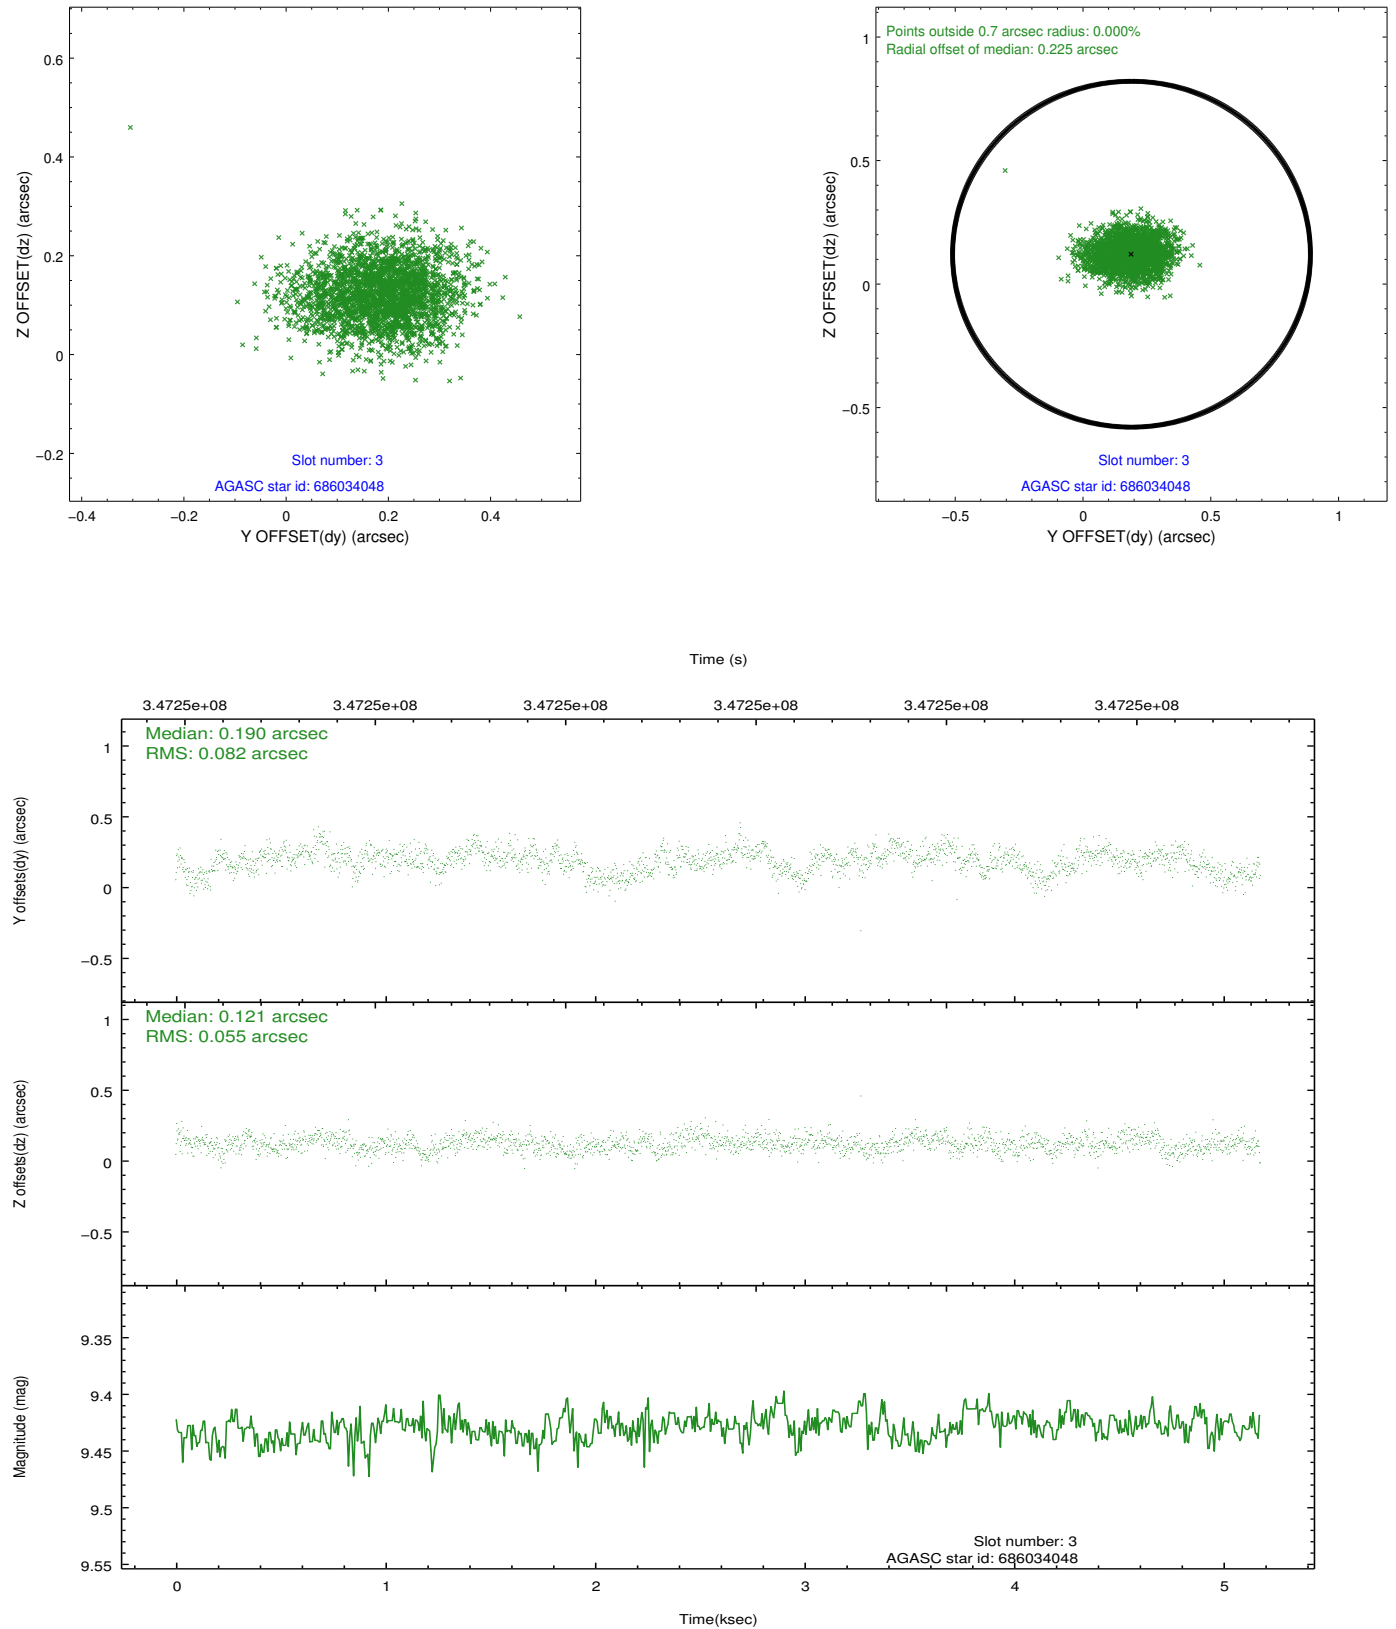 0.6
0.4
0.2
0
−0.2
−0.4
−0.2
0
0.2
0.4
Z OFFSET(dz) (arcsec)
Y OFFSET(dy) (arcsec)
Slot number: 3
AGASC star id: 686034048
Points outside 0.7 arcsec radius: 0.000%
Radial offset of median: 0.225 arcsec
1
0.5
0
−0.5
−0.5
0
0.5
1
Z OFFSET(dz) (arcsec)
Y OFFSET(dy) (arcsec)
Slot number: 3
AGASC star id: 686034048
Time (s)
3.4725e+08 3.4725e+08 3.4725e+08 3.4725e+08 3.4725e+08 3.4725e+08
Median: 0.190 arcsec
RMS: 0.082 arcsec
1
0.5
0
−0.5
Y offsets(dy) (arcsec)
Median: 0.121 arcsec
RMS: 0.055 arcsec
1
0.5
0
−0.5
Z offsets(dz) (arcsec)
9.35
9.4
9.45
9.5
9.55
Magnitude (mag)
Slot number: 3
AGASC star id: 686034048
0 1 2 3 4 5
Time(ksec)